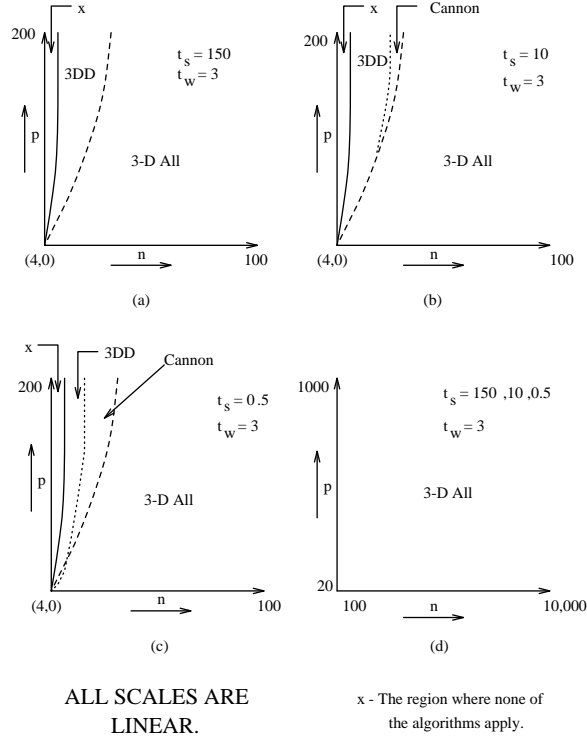 x
200
3DD
t_s = 150
t_w = 3
p
3-D All
(4,0)
n
100
(a)
x
Cannon
200
3DD
t_s = 10
t_w = 3
p
3-D All
(4,0)
n
100
(b)
x
3DD
Cannon
200
t_s = 0.5
t_w = 3
p
3-D All
(4,0)
n
100
(c)
1000
t_s = 150 ,10 ,0.5
t_w = 3
p
3-D All
20
100
n
10,000
(d)
ALL SCALES ARE
LINEAR.
x - The region where none of
the algorithms apply.